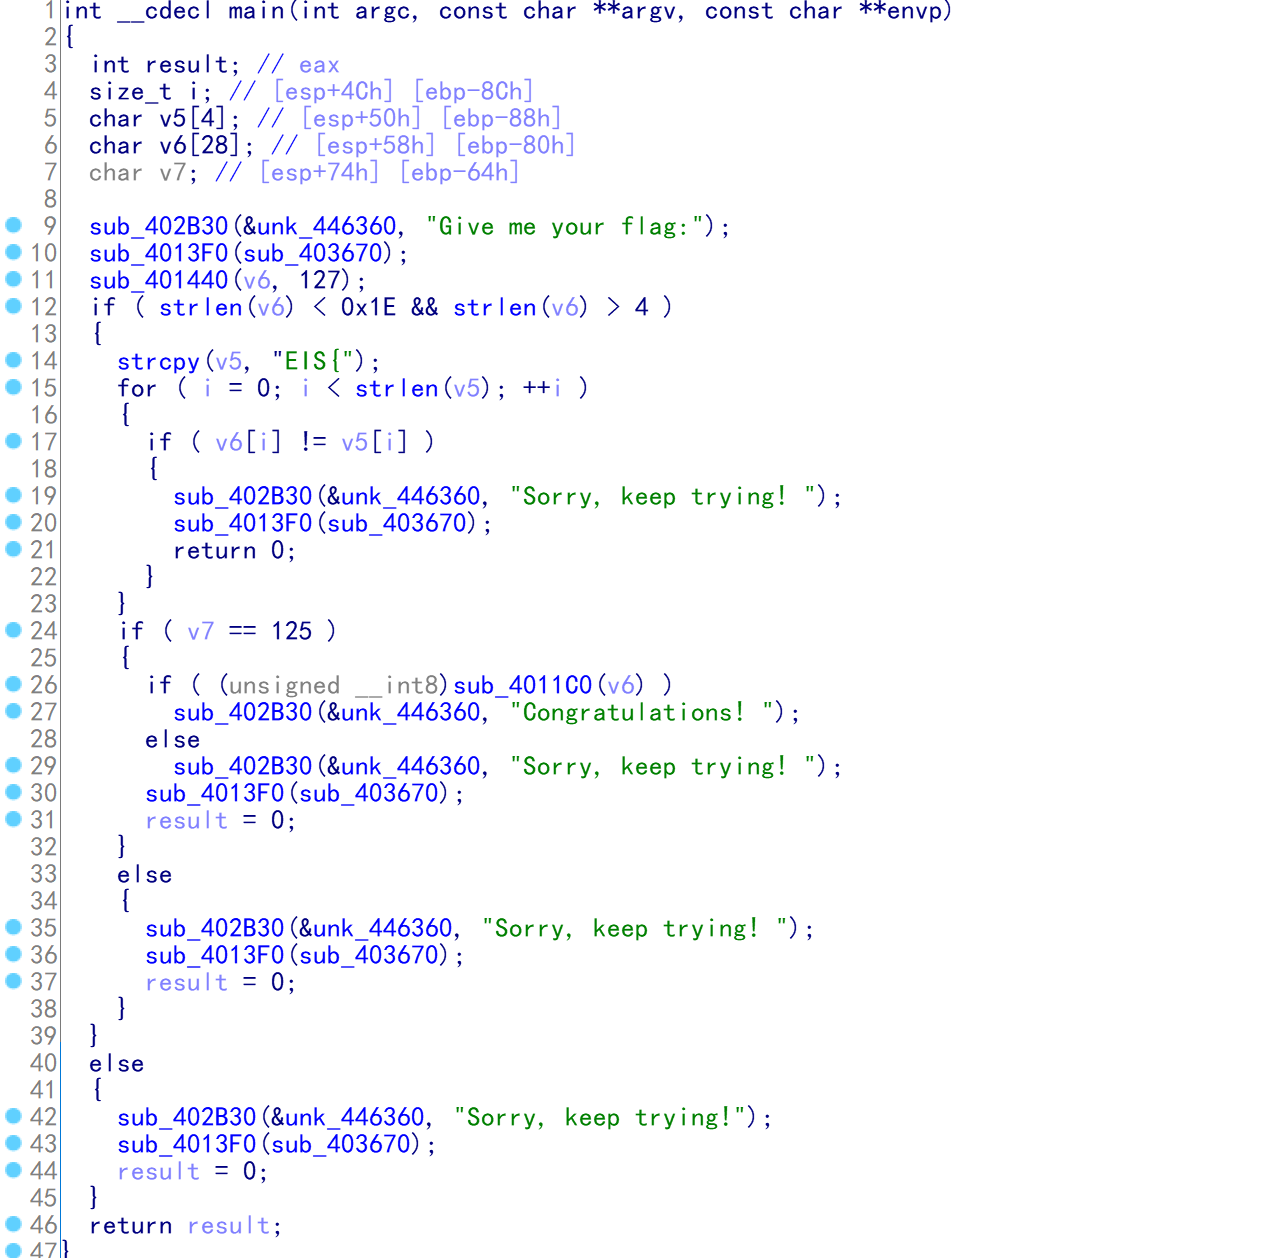 1 int __cdecl main(int argc, const char **argv, const char **envp)
2 {
3   int result; // eax
4   size_t i; // [esp+4Ch] [ebp-8Ch]
5   char v5[4]; // [esp+50h] [ebp-88h]
6   char v6[28]; // [esp+58h] [ebp-80h]
7   char v7; // [esp+74h] [ebp-64h]
8
9   sub_402B30(&unk_446360, "Give me your flag:");
10   sub_4013F0(sub_403670);
11   sub_401440(v6, 127);
12   if ( strlen(v6) < 0x1E && strlen(v6) > 4 )
13   {
14     strcpy(v5, "EIS{");
15     for ( i = 0; i < strlen(v5); ++i )
16     {
17       if ( v6[i] != v5[i] )
18       {
19         sub_402B30(&unk_446360, "Sorry, keep trying! ");
20         sub_4013F0(sub_403670);
21         return 0;
22       }
23     }
24     if ( v7 == 125 )
25     {
26       if ( (unsigned __int8)sub_4011C0(v6) )
27         sub_402B30(&unk_446360, "Congratulations! ");
28       else
29         sub_402B30(&unk_446360, "Sorry, keep trying! ");
30       sub_4013F0(sub_403670);
31       result = 0;
32     }
33     else
34     {
35       sub_402B30(&unk_446360, "Sorry, keep trying! ");
36       sub_4013F0(sub_403670);
37       result = 0;
38     }
39   }
40   else
41   {
42     sub_402B30(&unk_446360, "Sorry, keep trying!");
43     sub_4013F0(sub_403670);
44     result = 0;
45   }
46   return result;
47 }